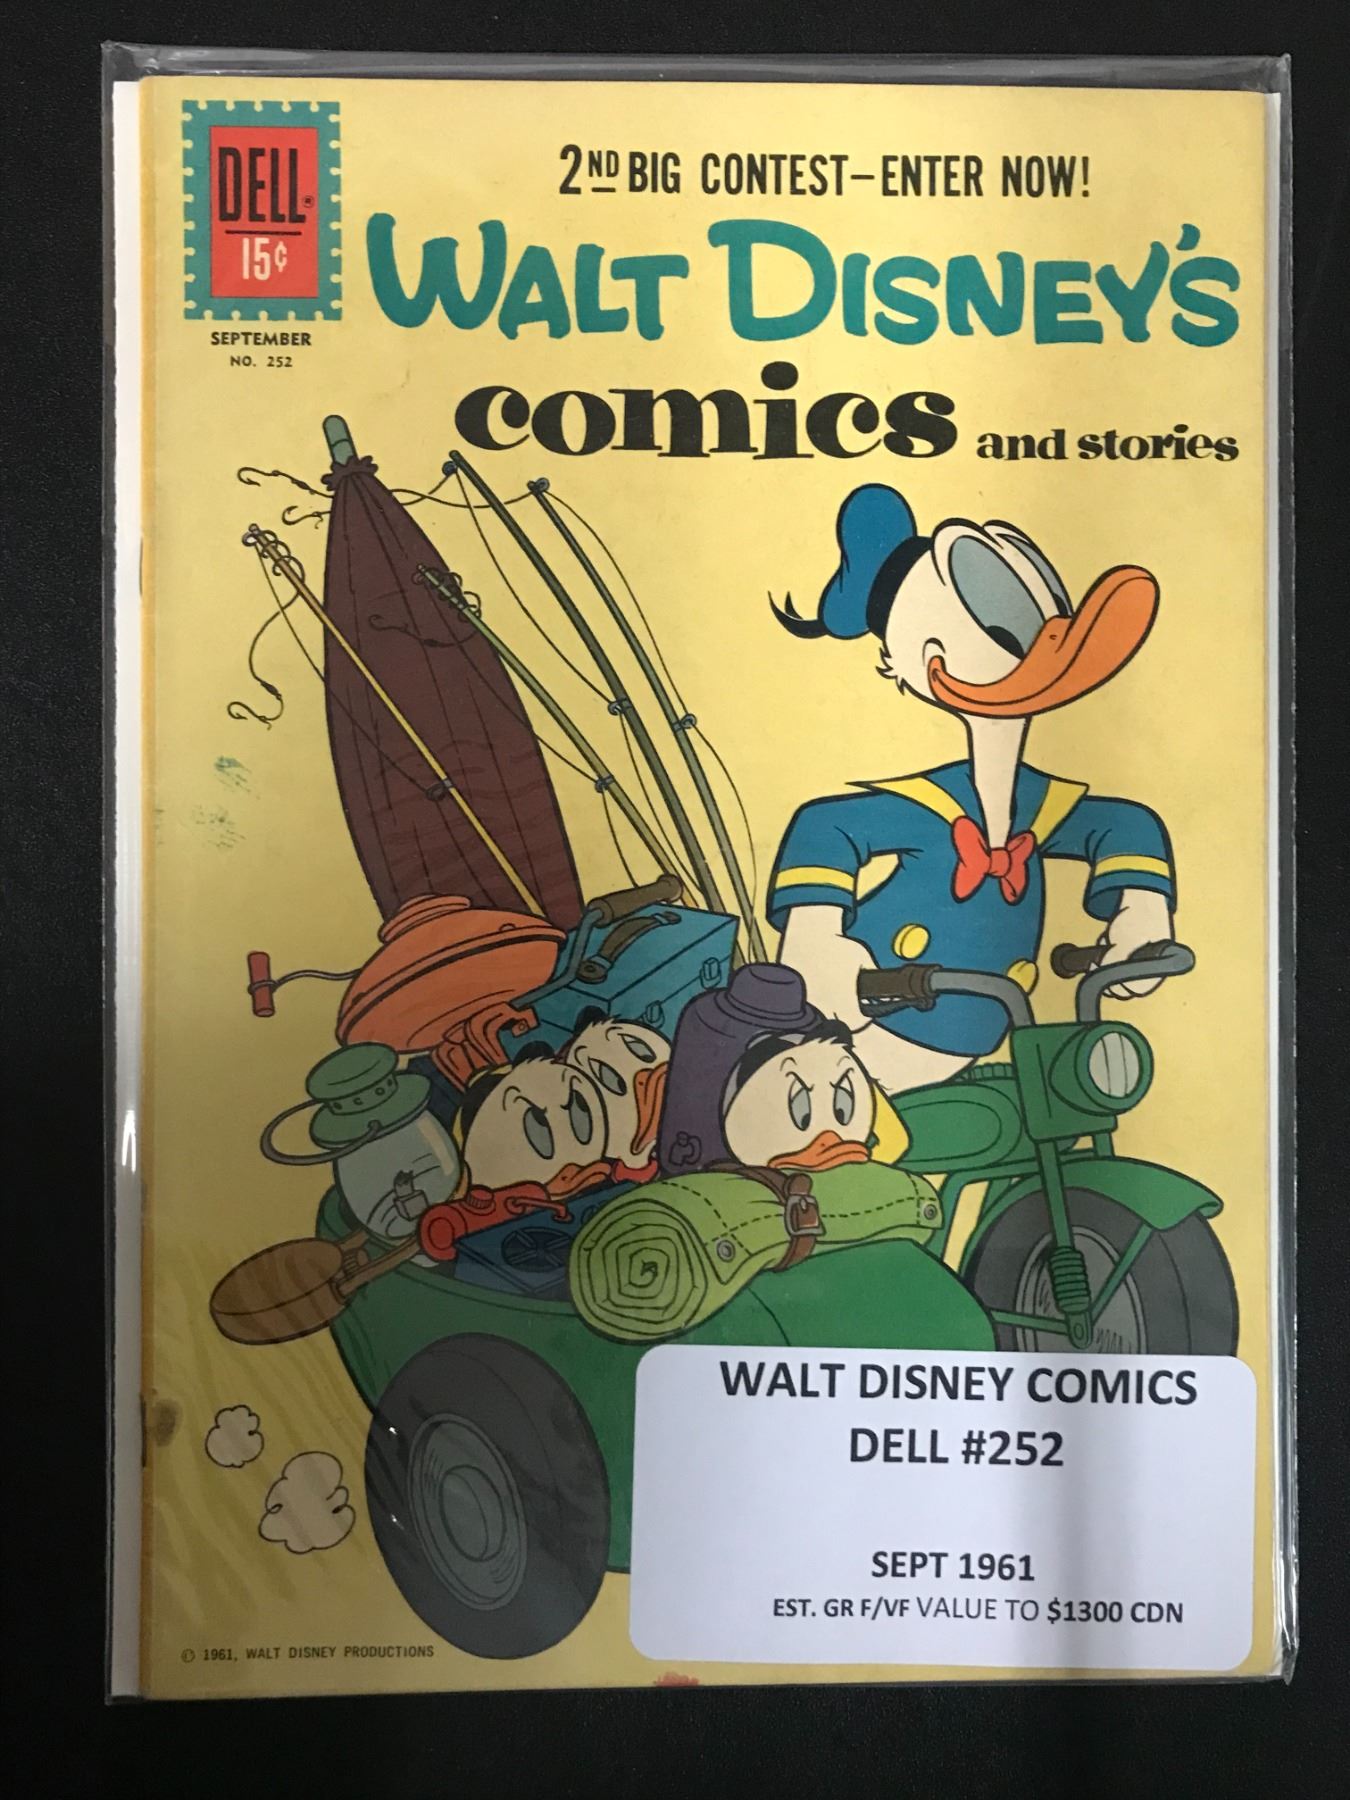 DELL®
15¢
SEPTEMBER
NO. 252
2ND BIG CONTEST—ENTER NOW!
WALT DISNEY'S
comics and stories
WALT DISNEY COMICS
DELL #252
SEPT 1961
EST. GR F/VF VALUE TO $1300 CDN
© 1961, WALT DISNEY PRODUCTIONS